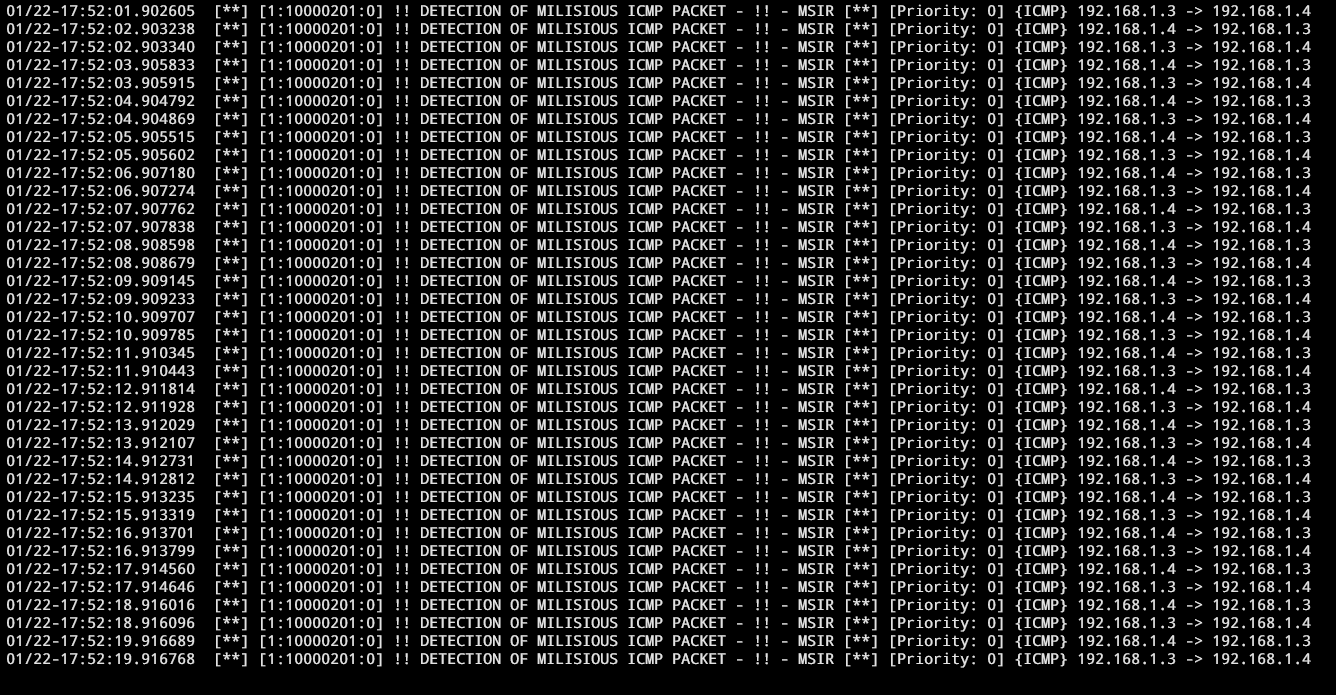 01/22-17:52:01.902605  [**] [1:10000201:0] !! DETECTION OF MILISIOUS ICMP PACKET - !! - MSIR [**] [Priority: 0] {ICMP} 192.168.1.3 -> 192.168.1.4
01/22-17:52:02.903238  [**] [1:10000201:0] !! DETECTION OF MILISIOUS ICMP PACKET - !! - MSIR [**] [Priority: 0] {ICMP} 192.168.1.4 -> 192.168.1.3
01/22-17:52:02.903340  [**] [1:10000201:0] !! DETECTION OF MILISIOUS ICMP PACKET - !! - MSIR [**] [Priority: 0] {ICMP} 192.168.1.3 -> 192.168.1.4
01/22-17:52:03.905833  [**] [1:10000201:0] !! DETECTION OF MILISIOUS ICMP PACKET - !! - MSIR [**] [Priority: 0] {ICMP} 192.168.1.4 -> 192.168.1.3
01/22-17:52:03.905915  [**] [1:10000201:0] !! DETECTION OF MILISIOUS ICMP PACKET - !! - MSIR [**] [Priority: 0] {ICMP} 192.168.1.3 -> 192.168.1.4
01/22-17:52:04.904792  [**] [1:10000201:0] !! DETECTION OF MILISIOUS ICMP PACKET - !! - MSIR [**] [Priority: 0] {ICMP} 192.168.1.4 -> 192.168.1.3
01/22-17:52:04.904869  [**] [1:10000201:0] !! DETECTION OF MILISIOUS ICMP PACKET - !! - MSIR [**] [Priority: 0] {ICMP} 192.168.1.3 -> 192.168.1.4
01/22-17:52:05.905515  [**] [1:10000201:0] !! DETECTION OF MILISIOUS ICMP PACKET - !! - MSIR [**] [Priority: 0] {ICMP} 192.168.1.4 -> 192.168.1.3
01/22-17:52:05.905602  [**] [1:10000201:0] !! DETECTION OF MILISIOUS ICMP PACKET - !! - MSIR [**] [Priority: 0] {ICMP} 192.168.1.3 -> 192.168.1.4
01/22-17:52:06.907180  [**] [1:10000201:0] !! DETECTION OF MILISIOUS ICMP PACKET - !! - MSIR [**] [Priority: 0] {ICMP} 192.168.1.4 -> 192.168.1.3
01/22-17:52:06.907274  [**] [1:10000201:0] !! DETECTION OF MILISIOUS ICMP PACKET - !! - MSIR [**] [Priority: 0] {ICMP} 192.168.1.3 -> 192.168.1.4
01/22-17:52:07.907762  [**] [1:10000201:0] !! DETECTION OF MILISIOUS ICMP PACKET - !! - MSIR [**] [Priority: 0] {ICMP} 192.168.1.4 -> 192.168.1.3
01/22-17:52:07.907838  [**] [1:10000201:0] !! DETECTION OF MILISIOUS ICMP PACKET - !! - MSIR [**] [Priority: 0] {ICMP} 192.168.1.3 -> 192.168.1.4
01/22-17:52:08.908598  [**] [1:10000201:0] !! DETECTION OF MILISIOUS ICMP PACKET - !! - MSIR [**] [Priority: 0] {ICMP} 192.168.1.4 -> 192.168.1.3
01/22-17:52:08.908679  [**] [1:10000201:0] !! DETECTION OF MILISIOUS ICMP PACKET - !! - MSIR [**] [Priority: 0] {ICMP} 192.168.1.3 -> 192.168.1.4
01/22-17:52:09.909145  [**] [1:10000201:0] !! DETECTION OF MILISIOUS ICMP PACKET - !! - MSIR [**] [Priority: 0] {ICMP} 192.168.1.4 -> 192.168.1.3
01/22-17:52:09.909233  [**] [1:10000201:0] !! DETECTION OF MILISIOUS ICMP PACKET - !! - MSIR [**] [Priority: 0] {ICMP} 192.168.1.3 -> 192.168.1.4
01/22-17:52:10.909707  [**] [1:10000201:0] !! DETECTION OF MILISIOUS ICMP PACKET - !! - MSIR [**] [Priority: 0] {ICMP} 192.168.1.4 -> 192.168.1.3
01/22-17:52:10.909785  [**] [1:10000201:0] !! DETECTION OF MILISIOUS ICMP PACKET - !! - MSIR [**] [Priority: 0] {ICMP} 192.168.1.3 -> 192.168.1.4
01/22-17:52:11.910345  [**] [1:10000201:0] !! DETECTION OF MILISIOUS ICMP PACKET - !! - MSIR [**] [Priority: 0] {ICMP} 192.168.1.4 -> 192.168.1.3
01/22-17:52:11.910443  [**] [1:10000201:0] !! DETECTION OF MILISIOUS ICMP PACKET - !! - MSIR [**] [Priority: 0] {ICMP} 192.168.1.3 -> 192.168.1.4
01/22-17:52:12.911814  [**] [1:10000201:0] !! DETECTION OF MILISIOUS ICMP PACKET - !! - MSIR [**] [Priority: 0] {ICMP} 192.168.1.4 -> 192.168.1.3
01/22-17:52:12.911928  [**] [1:10000201:0] !! DETECTION OF MILISIOUS ICMP PACKET - !! - MSIR [**] [Priority: 0] {ICMP} 192.168.1.3 -> 192.168.1.4
01/22-17:52:13.912029  [**] [1:10000201:0] !! DETECTION OF MILISIOUS ICMP PACKET - !! - MSIR [**] [Priority: 0] {ICMP} 192.168.1.4 -> 192.168.1.3
01/22-17:52:13.912107  [**] [1:10000201:0] !! DETECTION OF MILISIOUS ICMP PACKET - !! - MSIR [**] [Priority: 0] {ICMP} 192.168.1.3 -> 192.168.1.4
01/22-17:52:14.912731  [**] [1:10000201:0] !! DETECTION OF MILISIOUS ICMP PACKET - !! - MSIR [**] [Priority: 0] {ICMP} 192.168.1.4 -> 192.168.1.3
01/22-17:52:14.912812  [**] [1:10000201:0] !! DETECTION OF MILISIOUS ICMP PACKET - !! - MSIR [**] [Priority: 0] {ICMP} 192.168.1.3 -> 192.168.1.4
01/22-17:52:15.913235  [**] [1:10000201:0] !! DETECTION OF MILISIOUS ICMP PACKET - !! - MSIR [**] [Priority: 0] {ICMP} 192.168.1.4 -> 192.168.1.3
01/22-17:52:15.913319  [**] [1:10000201:0] !! DETECTION OF MILISIOUS ICMP PACKET - !! - MSIR [**] [Priority: 0] {ICMP} 192.168.1.3 -> 192.168.1.4
01/22-17:52:16.913701  [**] [1:10000201:0] !! DETECTION OF MILISIOUS ICMP PACKET - !! - MSIR [**] [Priority: 0] {ICMP} 192.168.1.4 -> 192.168.1.3
01/22-17:52:16.913799  [**] [1:10000201:0] !! DETECTION OF MILISIOUS ICMP PACKET - !! - MSIR [**] [Priority: 0] {ICMP} 192.168.1.3 -> 192.168.1.4
01/22-17:52:17.914560  [**] [1:10000201:0] !! DETECTION OF MILISIOUS ICMP PACKET - !! - MSIR [**] [Priority: 0] {ICMP} 192.168.1.4 -> 192.168.1.3
01/22-17:52:17.914646  [**] [1:10000201:0] !! DETECTION OF MILISIOUS ICMP PACKET - !! - MSIR [**] [Priority: 0] {ICMP} 192.168.1.3 -> 192.168.1.4
01/22-17:52:18.916016  [**] [1:10000201:0] !! DETECTION OF MILISIOUS ICMP PACKET - !! - MSIR [**] [Priority: 0] {ICMP} 192.168.1.4 -> 192.168.1.3
01/22-17:52:18.916096  [**] [1:10000201:0] !! DETECTION OF MILISIOUS ICMP PACKET - !! - MSIR [**] [Priority: 0] {ICMP} 192.168.1.3 -> 192.168.1.4
01/22-17:52:19.916689  [**] [1:10000201:0] !! DETECTION OF MILISIOUS ICMP PACKET - !! - MSIR [**] [Priority: 0] {ICMP} 192.168.1.4 -> 192.168.1.3
01/22-17:52:19.916768  [**] [1:10000201:0] !! DETECTION OF MILISIOUS ICMP PACKET - !! - MSIR [**] [Priority: 0] {ICMP} 192.168.1.3 -> 192.168.1.4